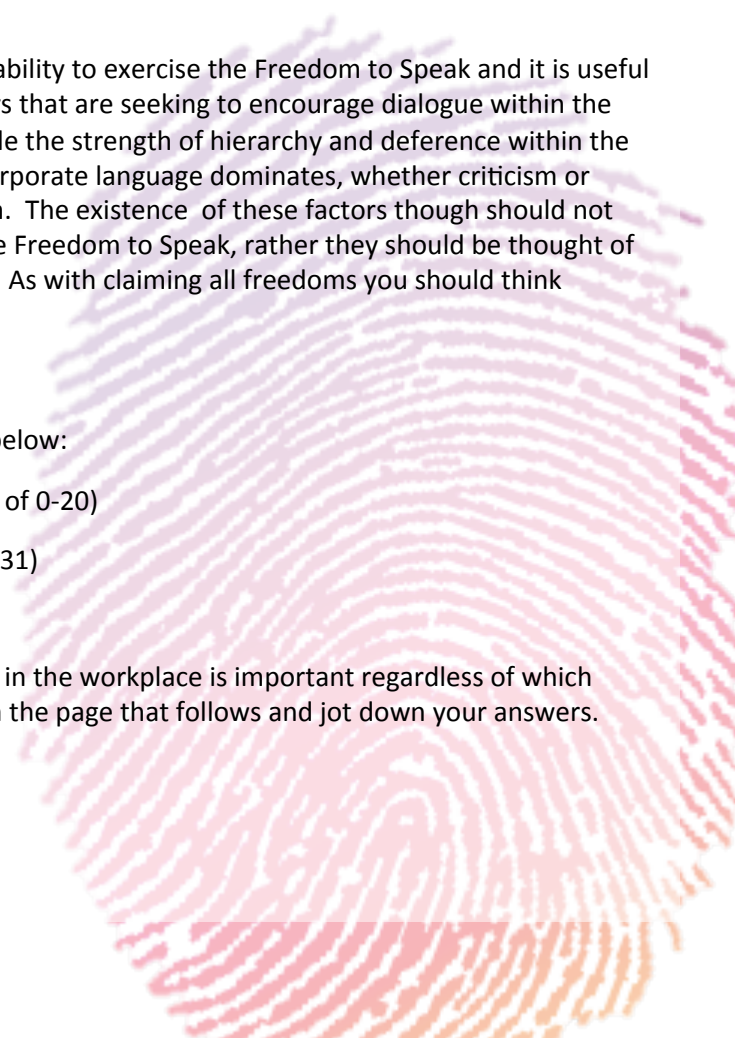 ability to exercise the Freedom to Speak and it is useful
s that are seeking to encourage dialogue within the
le the strength of hierarchy and deference within the
rporate language dominates, whether criticism or
. The existence of these factors though should not
e Freedom to Speak, rather they should be thought of
As with claiming all freedoms you should think
elow:
of 0-20)
31)
in the workplace is important regardless of which
the page that follows and jot down your answers.